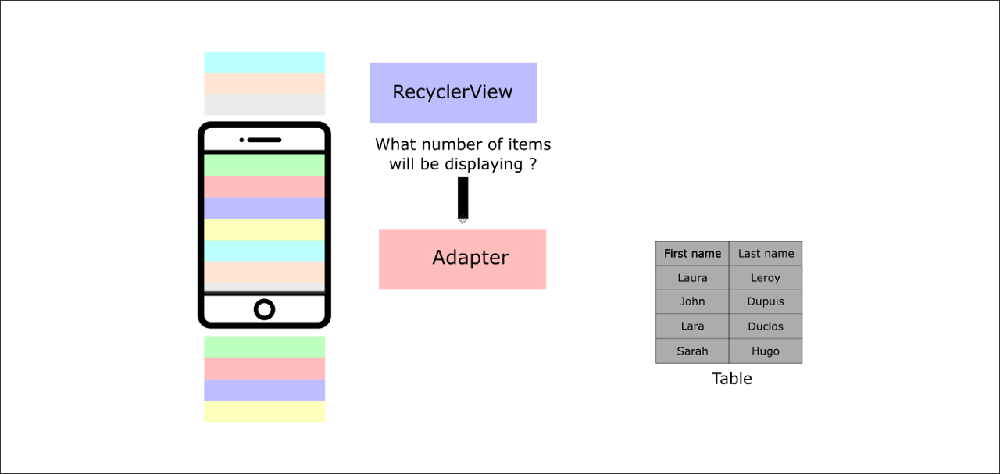 RecyclerView
What number of items
will be displaying ?
Adapter
First name Last name
Laura Leroy
John Dupuis
Lara Duclos
Sarah Hugo
Table